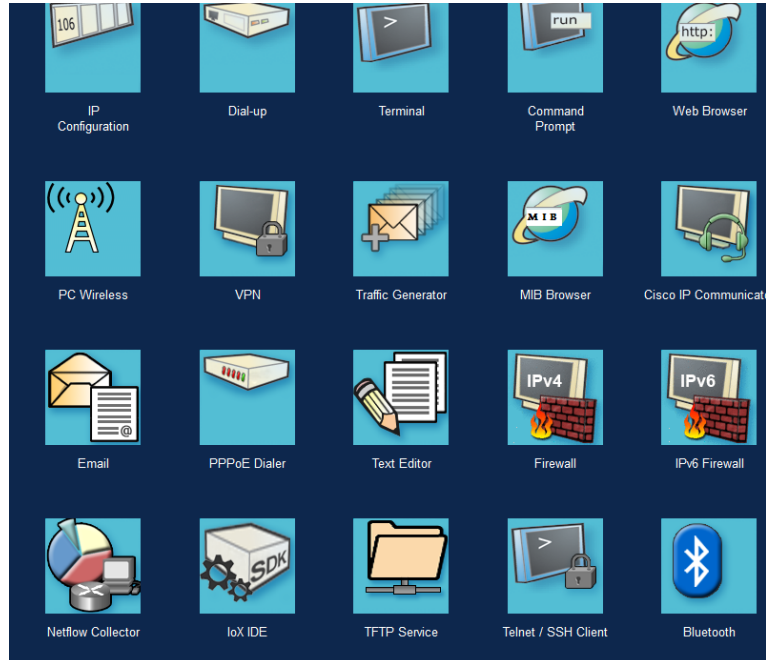 106
>
run
http:
IP
Configuration
Dial-up
Terminal
Command
Prompt
Web Browser
MIB
PC Wireless
VPN
Traffic Generator
MIB Browser
Cisco IP Communicat
@
IPv4
IPv6
Email
PPPoE Dialer
Text Editor
Firewall
IPv6 Firewall
SDK
>
Netflow Collector
IoX IDE
TFTP Service
Telnet / SSH Client
Bluetooth